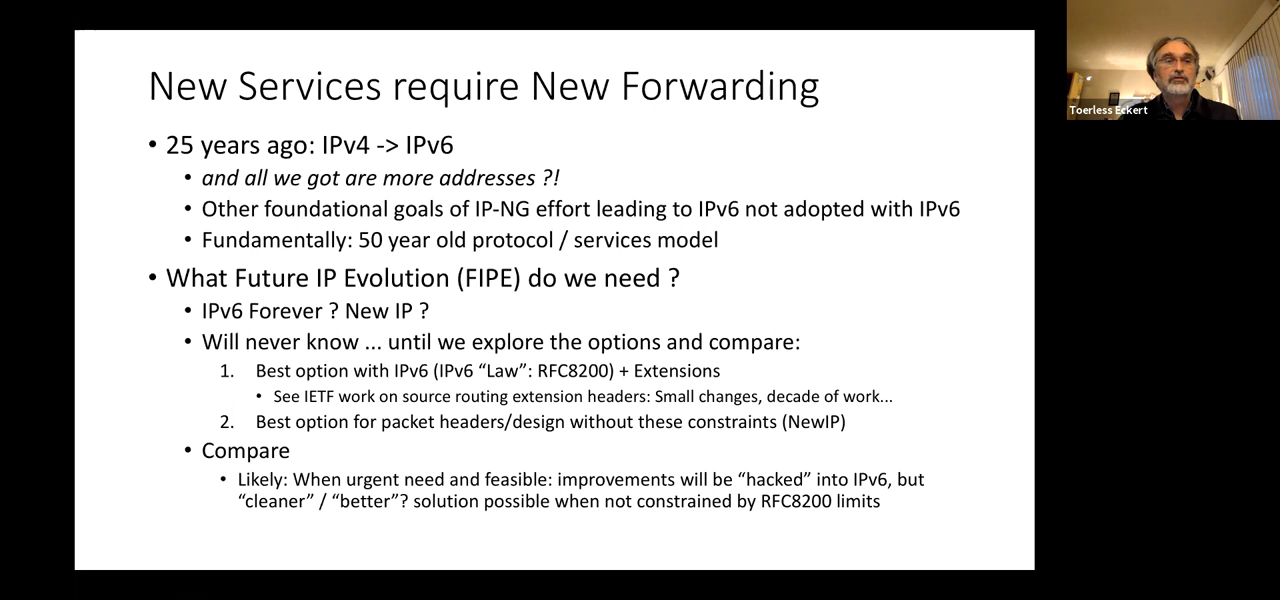 New Services require New Forwarding
• 25 years ago: IPv4 -> IPv6
• and all we got are more addresses ?!
• Other foundational goals of IP-NG effort leading to IPv6 not adopted with IPv6
• Fundamentally: 50 year old protocol / services model
• What Future IP Evolution (FIPE) do we need ?
• IPv6 Forever ? New IP ?
• Will never know ... until we explore the options and compare:
1. Best option with IPv6 (IPv6 “Law”: RFC8200) + Extensions
• See IETF work on source routing extension headers: Small changes, decade of work...
2. Best option for packet headers/design without these constraints (NewIP)
• Compare
• Likely: When urgent need and feasible: improvements will be “hacked” into IPv6, but
“cleaner” / “better”? solution possible when not constrained by RFC8200 limits
Toerless Eckert